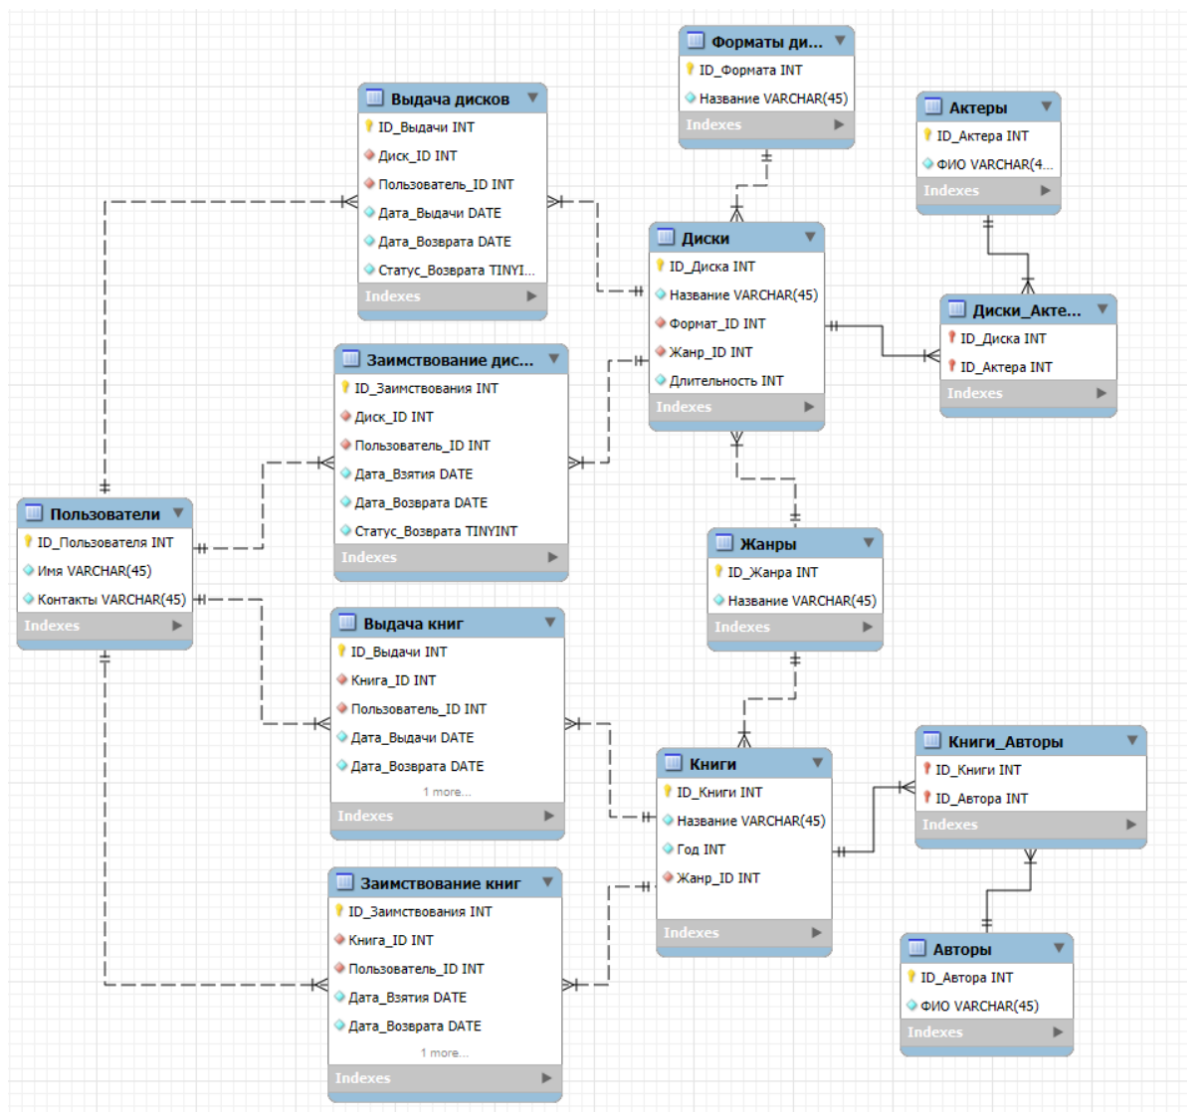 Форматы ди...
ID_Формата INT
Название VARCHAR(45)
Indexes
Выдача дисков
ID_Выдачи INT
Диск_ID INT
Пользователь_ID INT
Дата_Выдачи DATE
Дата_Возврата DATE
Статус_Возврата TINYI...
Indexes
Актеры
ID_Актера INT
ФИО VARCHAR(4...
Indexes
Диски
ID_Диска INT
Название VARCHAR(45)
Формат_ID INT
Жанр_ID INT
Длительность INT
Indexes
Диски_Акте...
ID_Диска INT
ID_Актера INT
Indexes
Заимствование дис...
ID_Заимствования INT
Диск_ID INT
Пользователь_ID INT
Дата_Взятия DATE
Дата_Возврата DATE
Статус_Возврата TINYINT
Indexes
Пользователи
ID_Пользователя INT
Имя VARCHAR(45)
Контакты VARCHAR(45)
Indexes
Жанры
ID_Жанра INT
Название VARCHAR(45)
Indexes
Выдача книг
ID_Выдачи INT
Книга_ID INT
Пользователь_ID INT
Дата_Выдачи DATE
Дата_Возврата DATE
1 more...
Indexes
Книги
ID_Книги INT
Название VARCHAR(45)
Год INT
Жанр_ID INT
Indexes
Книги_Авторы
ID_Книги INT
ID_Автора INT
Indexes
Заимствование книг
ID_Заимствования INT
Книга_ID INT
Пользователь_ID INT
Дата_Взятия DATE
Дата_Возврата DATE
1 more...
Indexes
Авторы
ID_Автора INT
ФИО VARCHAR(45)
Indexes